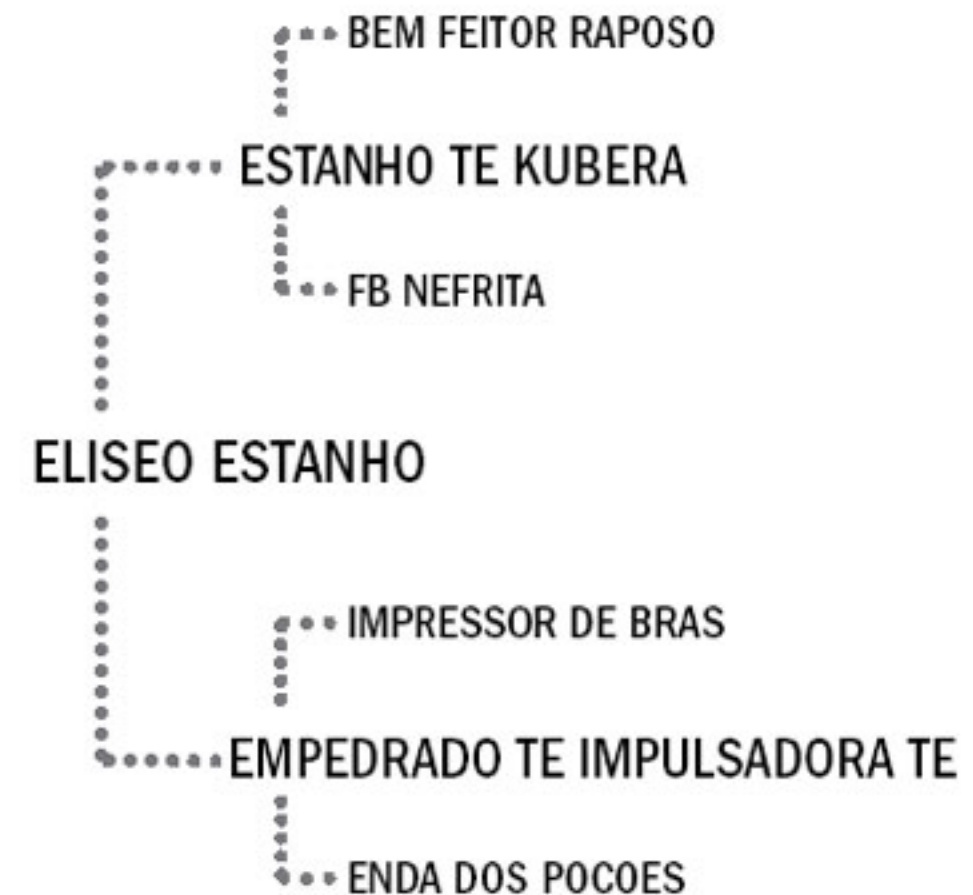 BEM FEITOR RAPOSO
ESTANHO TE KUBERA
FB NEFRITA
ELISEO ESTANHO
IMPRESSOR DE BRAS
EMPEDRADO TE IMPULSADORA TE
ENDA DOS POCOES